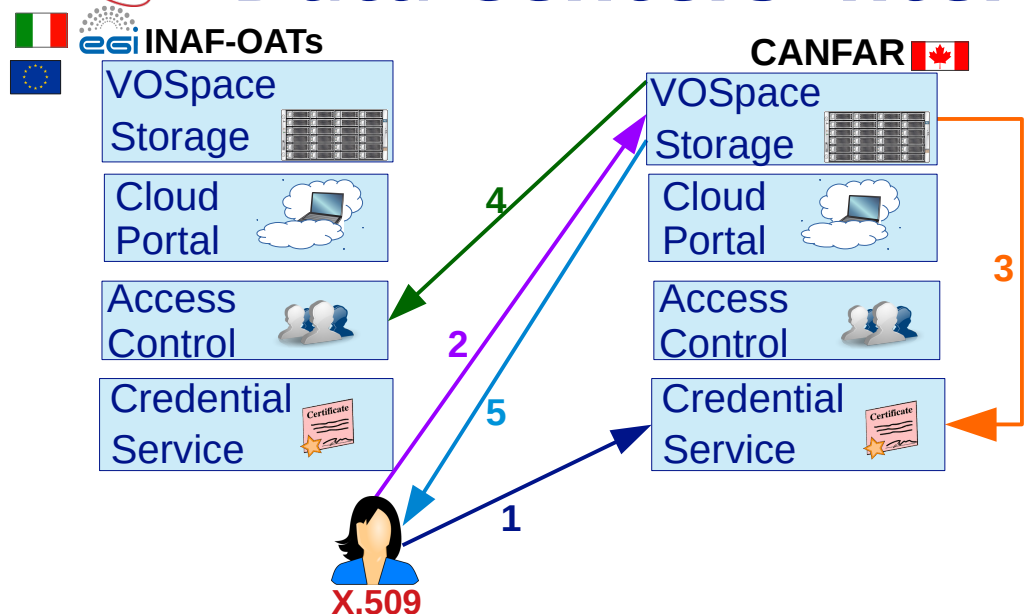 egi INAF-OATs
VOSpace
Storage
Cloud
Portal
Access
Control
Credential
Certificate
Service
CANFAR
VOSpace
Storage
Cloud
Portal
Access
Control
Credential
Certificate
Service
4
2
5
1
3
X.509